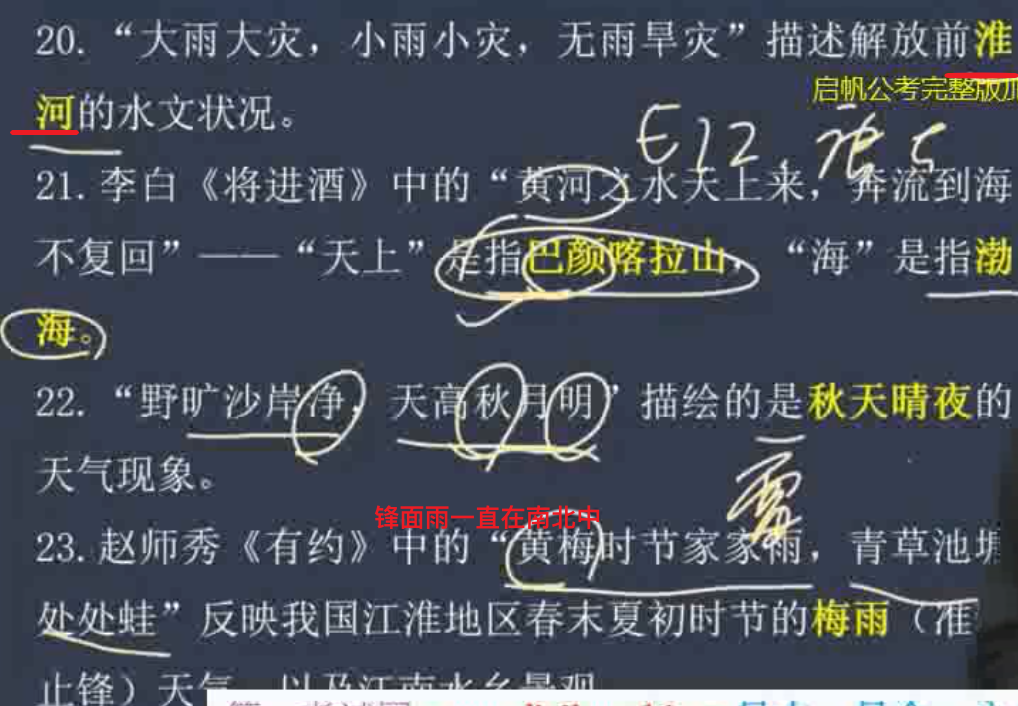 20. “大雨大灾，小雨小灾，无雨旱灾”描述解放前淮
启帆公考完整版加
河的水文状况。
E12.
21. 李白《将进酒》中的“黄河之水天上来，奔流到海
不复回”——“天上”是指巴颜喀拉山，“海”是指渤
海。
22. “野旷沙岸净，天高秋月明”描绘的是秋天晴夜的
天气现象。
锋面雨一直在南北中
23. 赵师秀《有约》中的“黄梅时节家家雨，青草池塘
处处蛙”反映我国江淮地区春末夏初时节的梅雨（准
止锋）天气，以及江南水乡景观